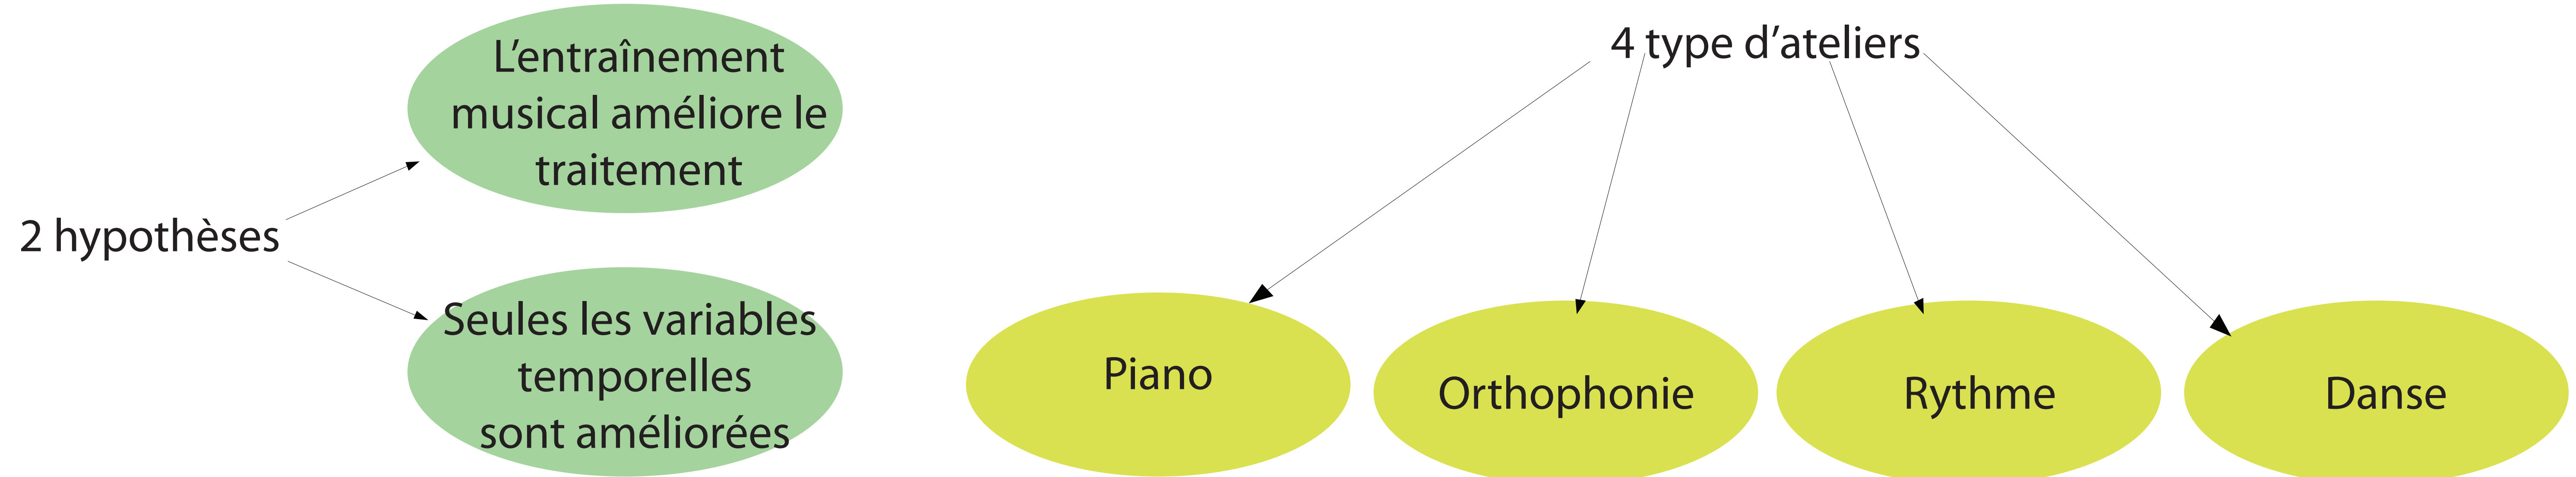 2 hypothèses
L’entraînement
musical améliore le
traitement
Seules les variables
temporelles
sont améliorées
4 type d’ateliers
Piano
Orthophonie
Rythme
Danse